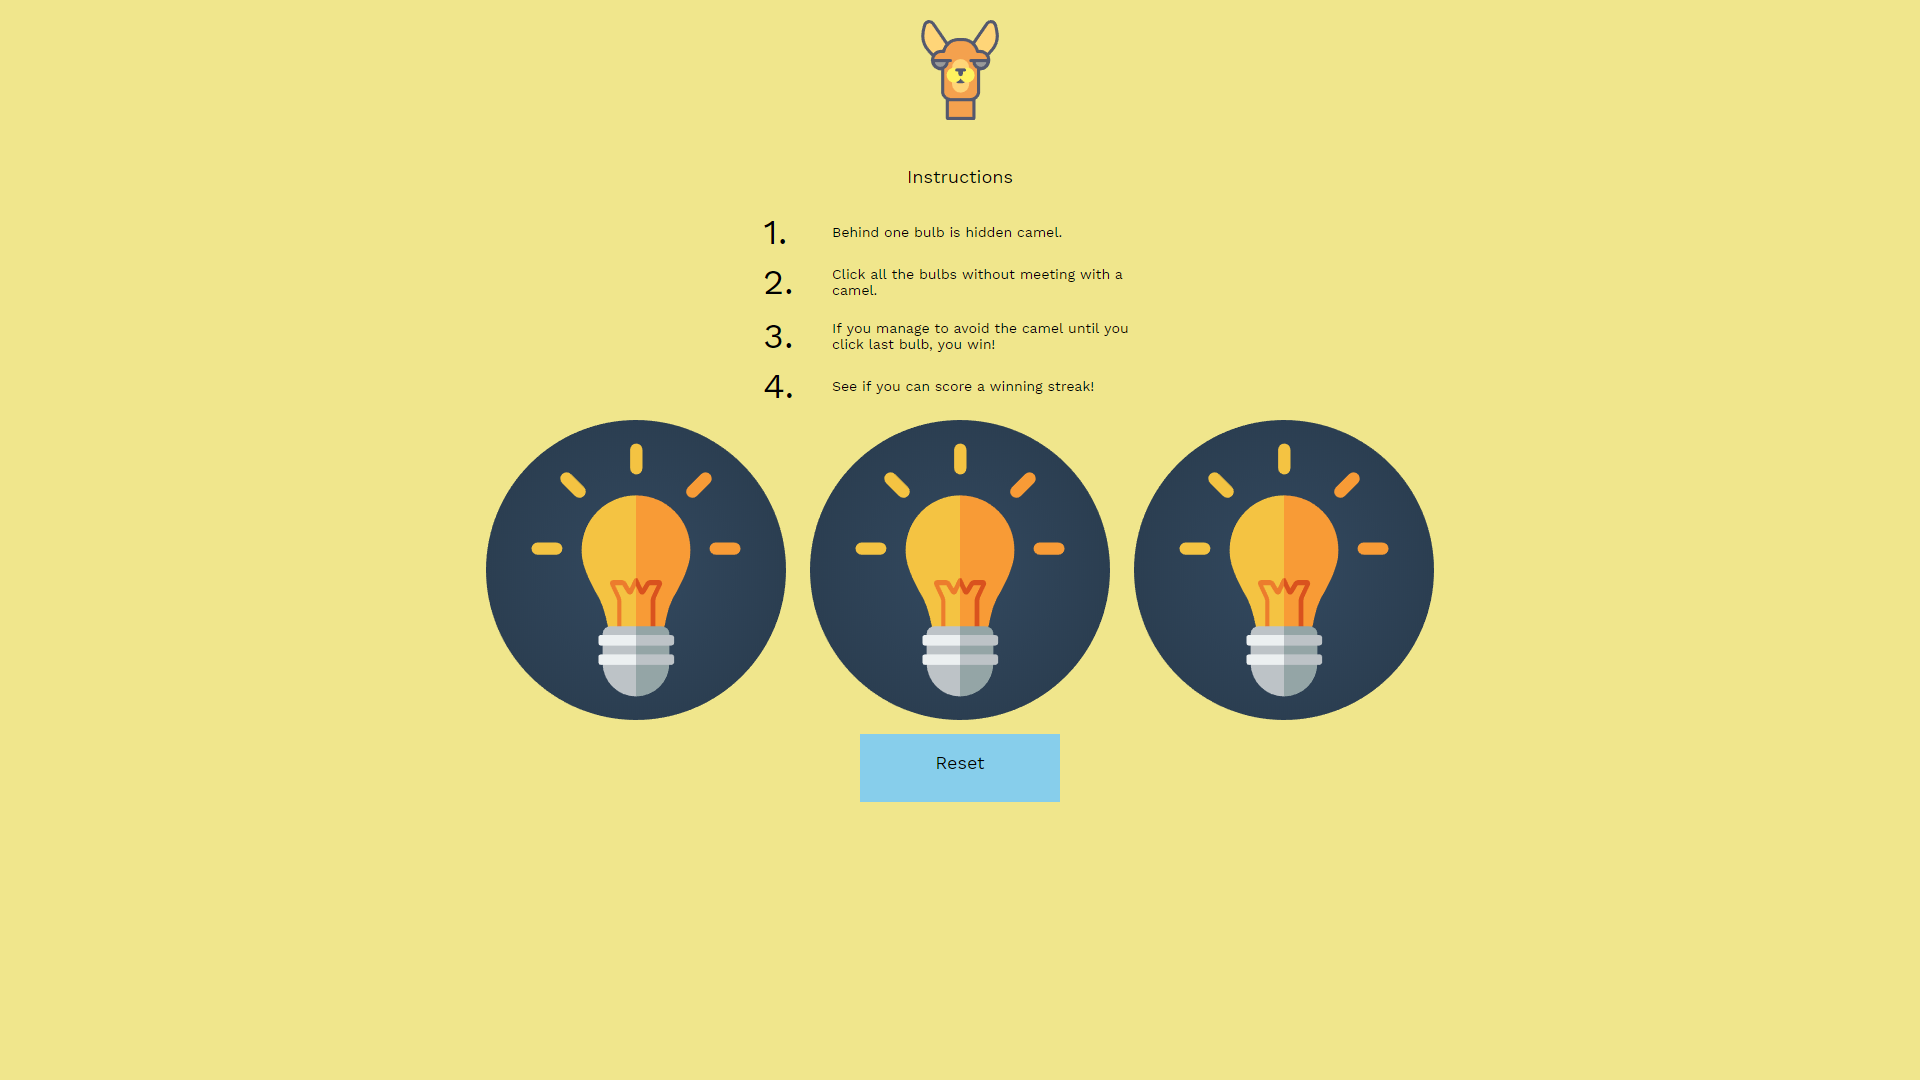 Instructions
1. Behind one bulb is hidden camel.
2. Click all the bulbs without meeting with a
camel.
3. If you manage to avoid the camel until you
click last bulb, you win!
4. See if you can score a winning streak!
Reset